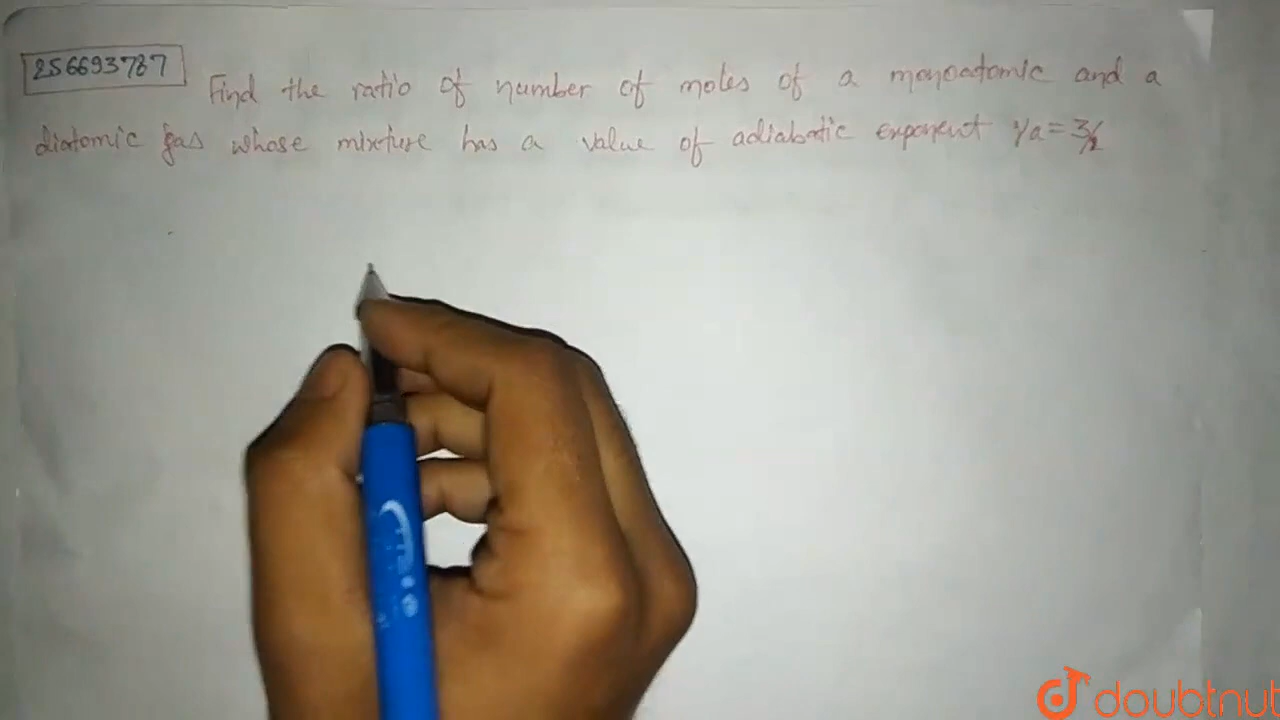 256693787
Find the ratio of number of moles of a monoatomic and a
diatomic gas whose mixture has a value of adiabatic exponent γa=3/2
doubtnut